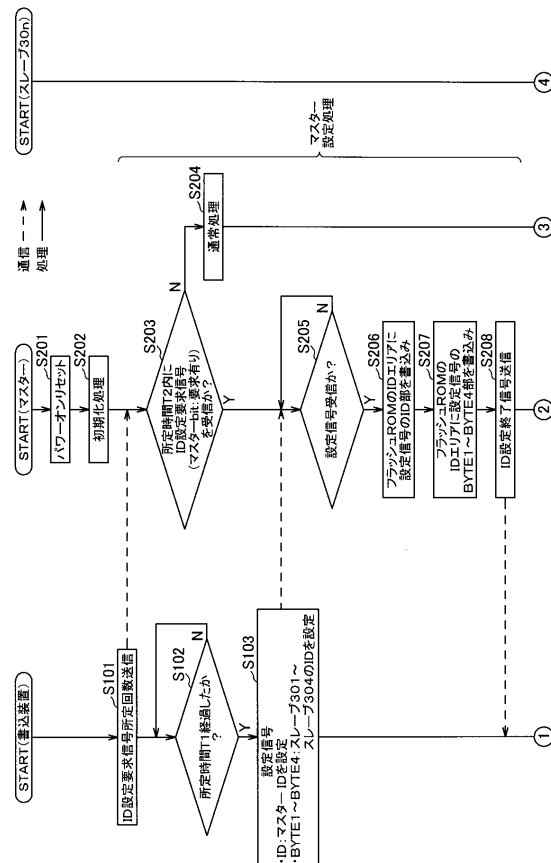 START(書込装置)
START(マスター)
START(スレーブ30n)
通信
処理
S101
ID設定要求信号所定回数送信
S102
所定時間T1経過したか
?
N
Y
S103
設定信号
・ID:マスターIDを設定
・BYTE1～BYTE4:スレーブ301～
スレーブ304のIDを設定
①
S201
パワーオンリセット
S202
初期化処理
S203
所定時間T2内に
ID設定要求信号
(マスターbit:要求有り)
を受信か?
N
Y
S204
通常処理
S205
設定信号受信か?
N
Y
S206
フラッシュROMのIDエリアに
設定信号のID部を書込み
S207
フラッシュROMの
IDエリアに設定信号の
BYTE1～BYTE4部を書込み
S208
ID設定終了信号送信
②
③
マスター
設定処理
④